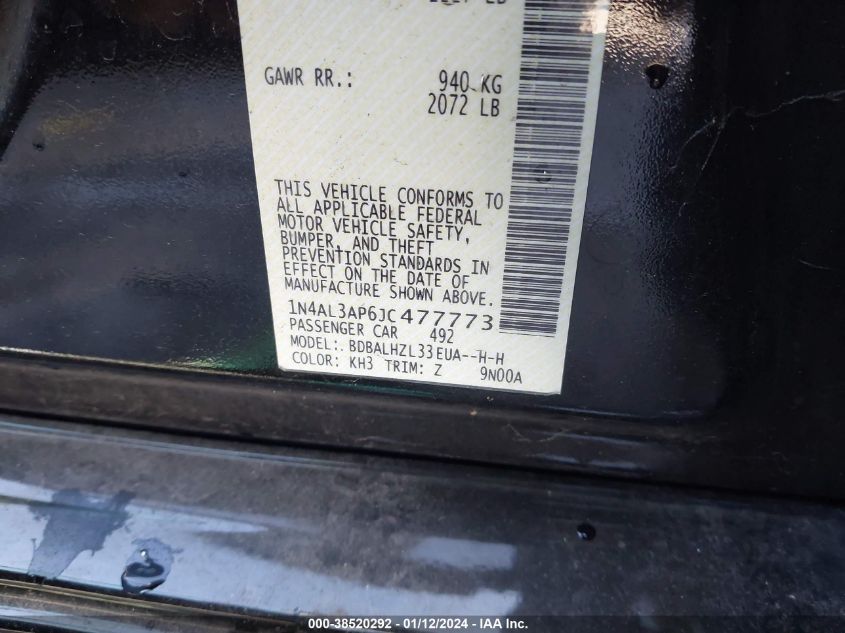 GAWR RR.: 940 KG
2072 LB
THIS VEHICLE CONFORMS TO
ALL APPLICABLE FEDERAL
MOTOR VEHICLE SAFETY,
BUMPER, AND THEFT
PREVENTION STANDARDS IN
EFFECT ON THE DATE OF
MANUFACTURE SHOWN ABOVE.
1N4AL3AP6JC477773
PASSENGER CAR 492
MODEL: BDBALHZL33EUA--H-H
COLOR: KH3 TRIM: Z 9N00A
000-38520292 - 01/12/2024 - IAA Inc.